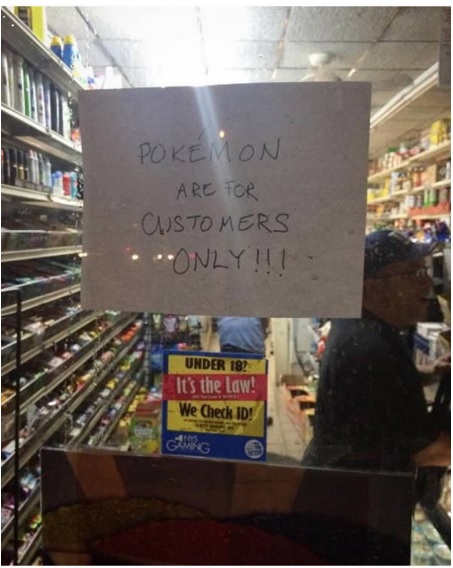 POKÉMON
ARE FOR
CUSTOMERS
ONLY!!!
UNDER 18?
It's the Law!
We Check ID!
NYS
GAMING